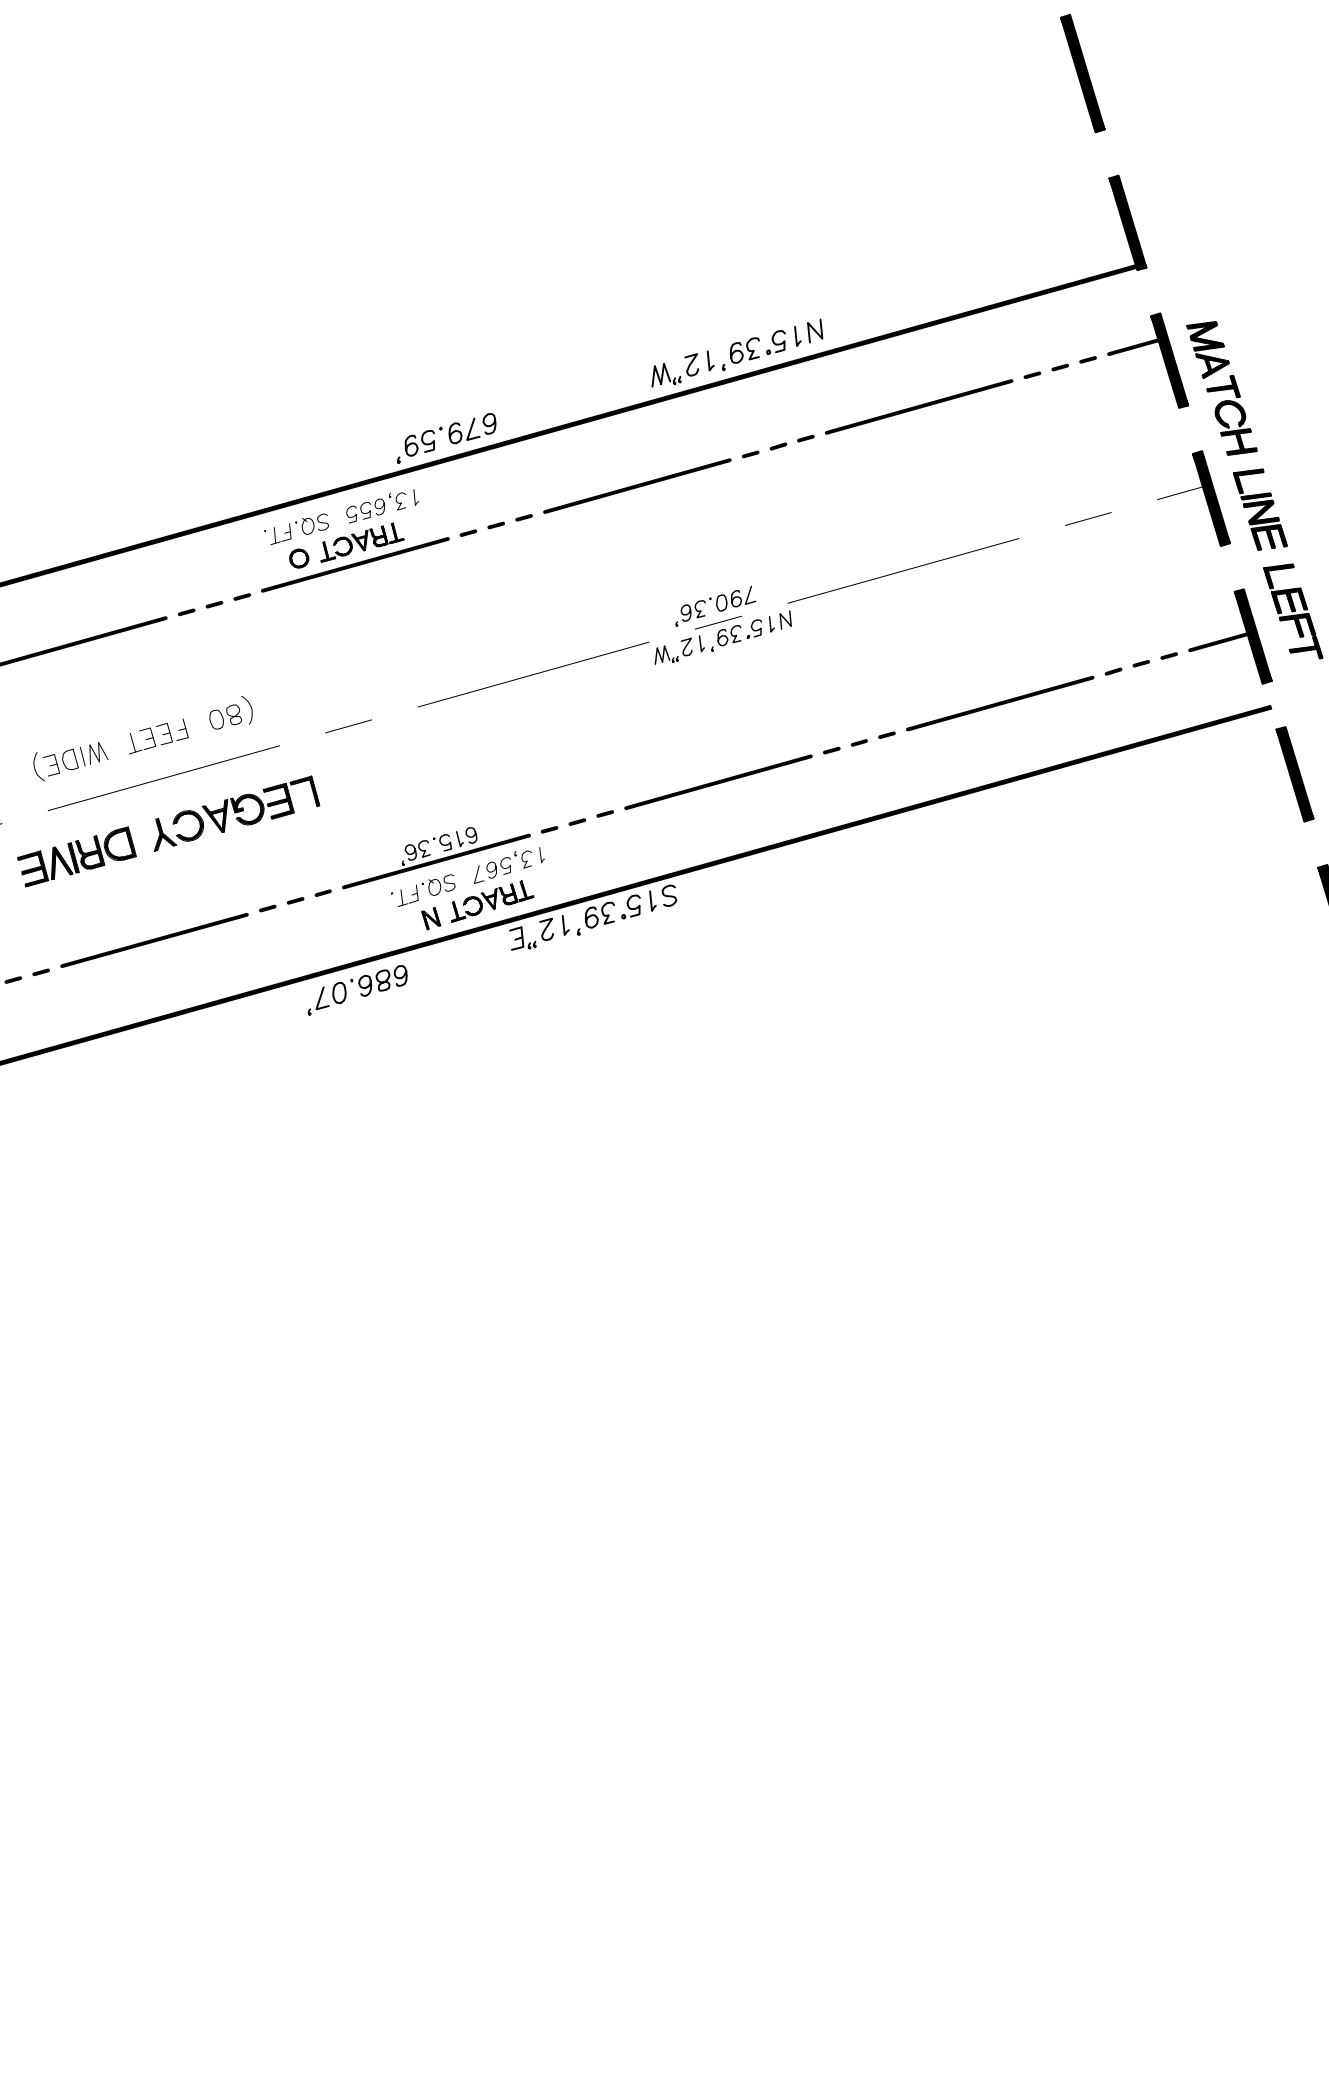 MATCH LINE LEFT
S15°39'12"E
686.07'
TRACT N
13,567 SQ.FT.
615.36'
LEGACY DRIVE
(80 FEET WIDE)
N15°39'12"W
790.36'
TRACT O
13,655 SQ.FT.
679.59'
N15°39'12"W